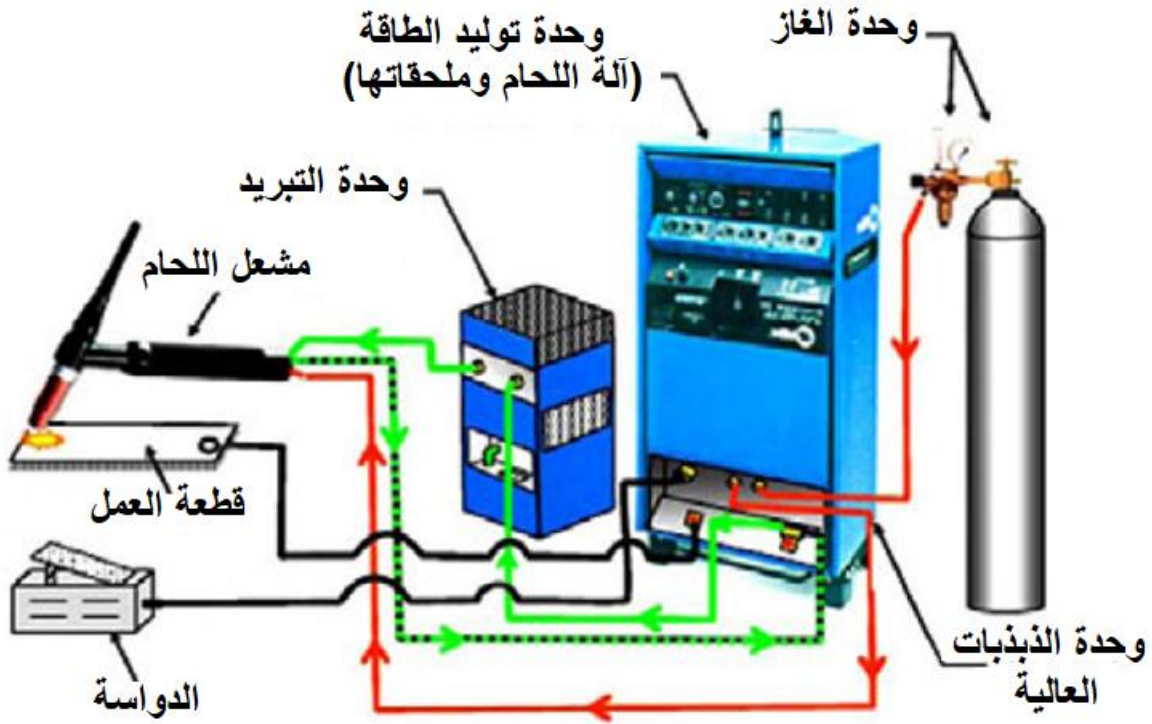 وحدة توليد الطاقة
(آلة اللحام وملحقاتها)
وحدة الغاز
وحدة التبريد
مشعل اللحام
قطعة العمل
وحدة الذبذبات
العالية
الدواسة